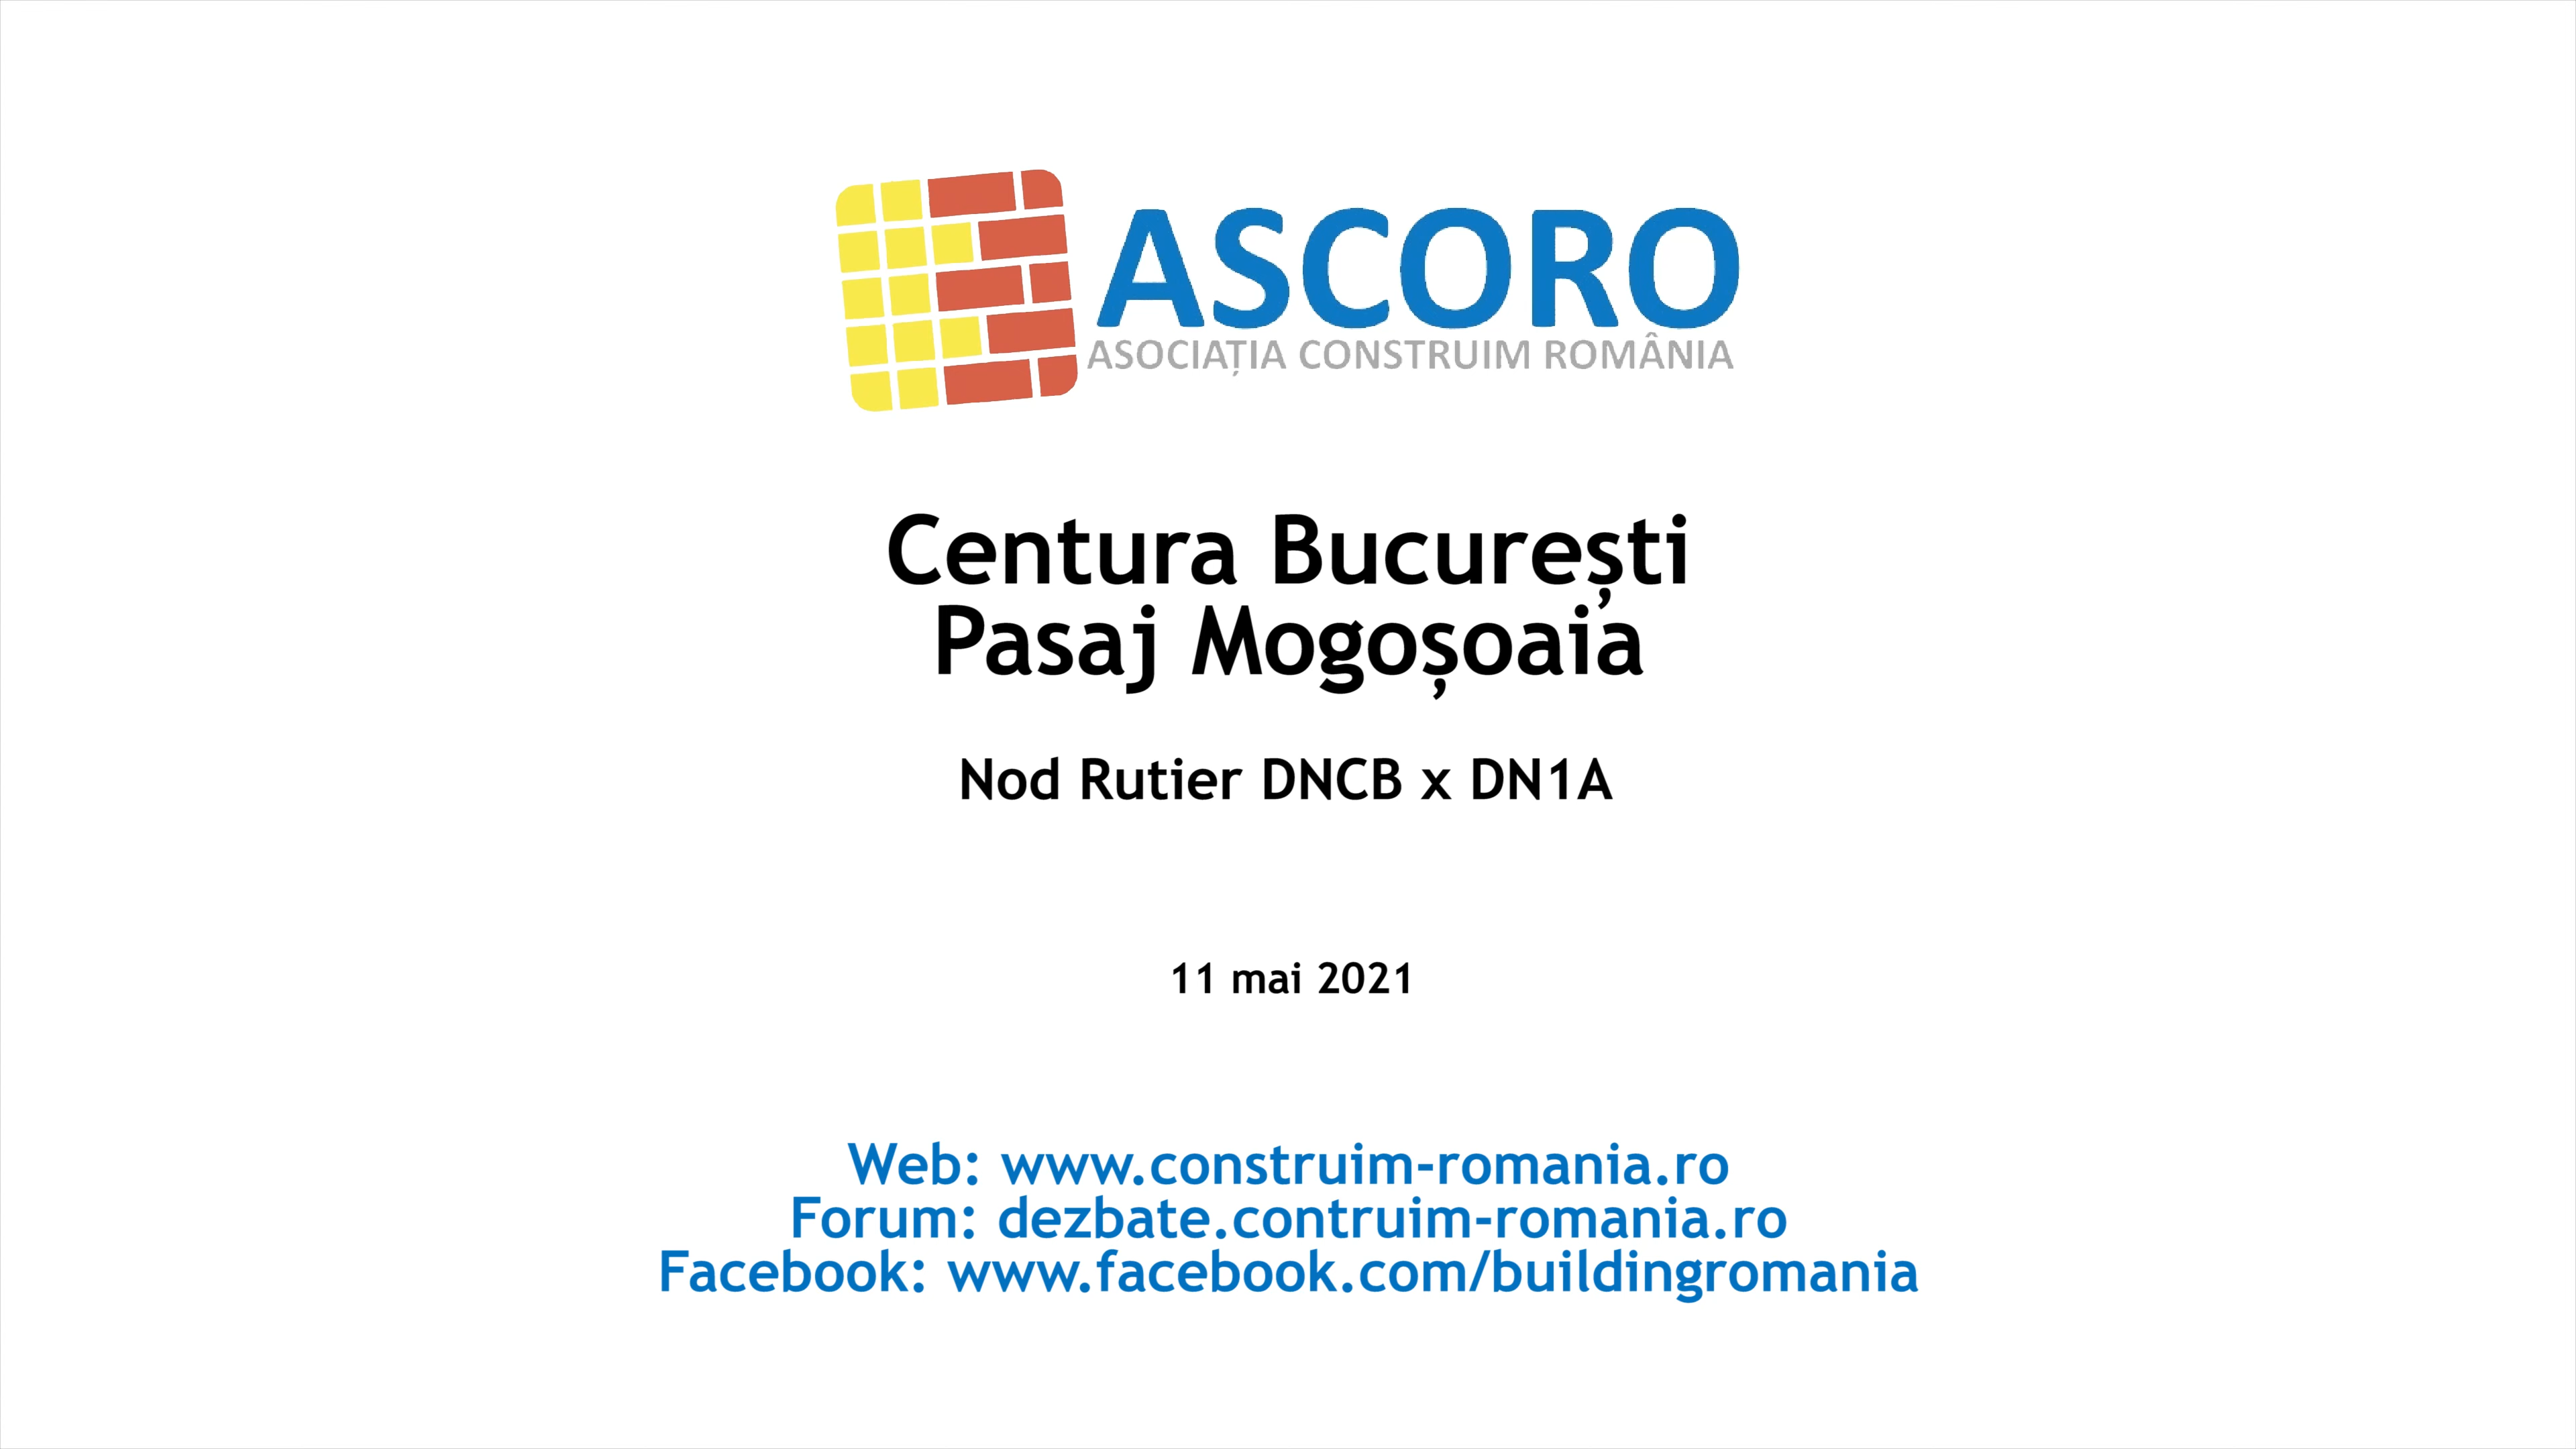 ASCORO
ASOCIAȚIA CONSTRUIM ROMÂNIA
Centura București
Pasaj Mogoșoaia
Nod Rutier DNCB x DN1A
11 mai 2021
Web: www.construim-romania.ro
Forum: dezbate.contruim-romania.ro
Facebook: www.facebook.com/buildingromania